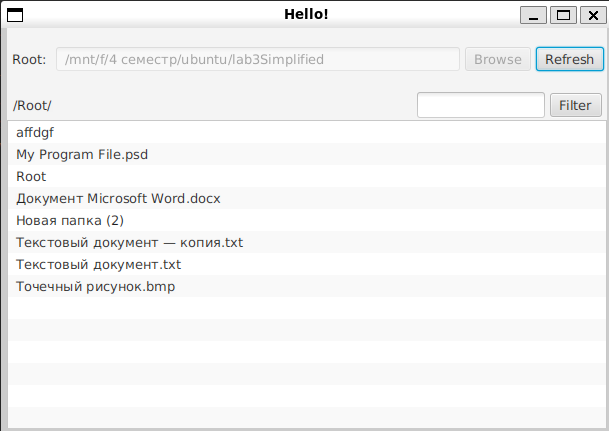 Hello!
Root: /mnt/f/4 семестр/ubuntu/lab3Simplified Browse Refresh
/Root/ Filter
affdgf
My Program File.psd
Root
Документ Microsoft Word.docx
Новая папка (2)
Текстовый документ — копия.txt
Текстовый документ.txt
Точечный рисунок.bmp